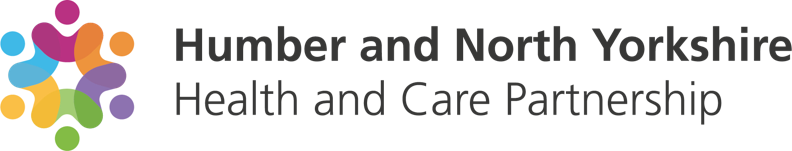 Humber and North Yorkshire
Health and Care Partnership